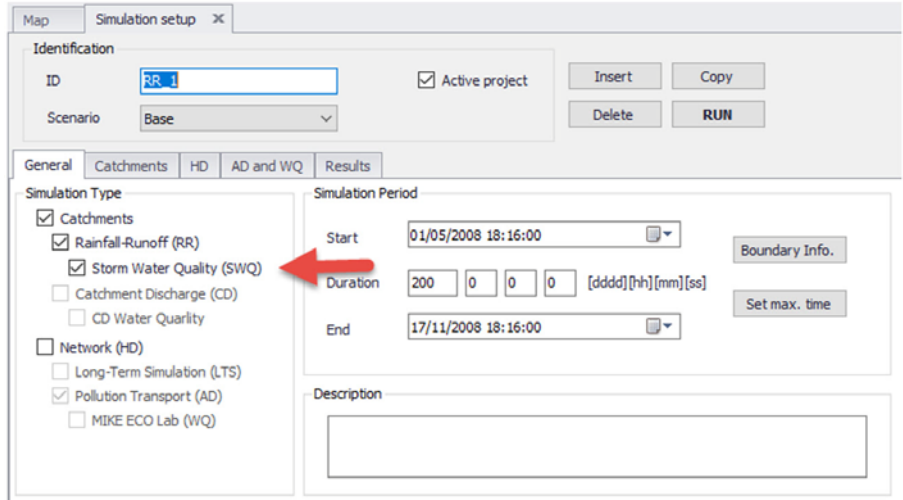 Map Simulation setup
Identification
ID RR_1 Active project Insert Copy
Scenario Base Delete RUN
General Catchments HD AD and WQ Results
Simulation Type
Catchments
Rainfall-Runoff (RR)
Storm Water Quality (SWQ)
Catchment Discharge (CD)
CD Water Quarlity
Network (HD)
Long-Term Simulation (LTS)
Pollution Transport (AD)
MIKE ECO Lab (WQ)
Simulation Period
Start 01/05/2008 18:16:00
Duration 200 0 0 0 [dddd][hh][mm][ss]
End 17/11/2008 18:16:00
Boundary Info.
Set max. time
Description